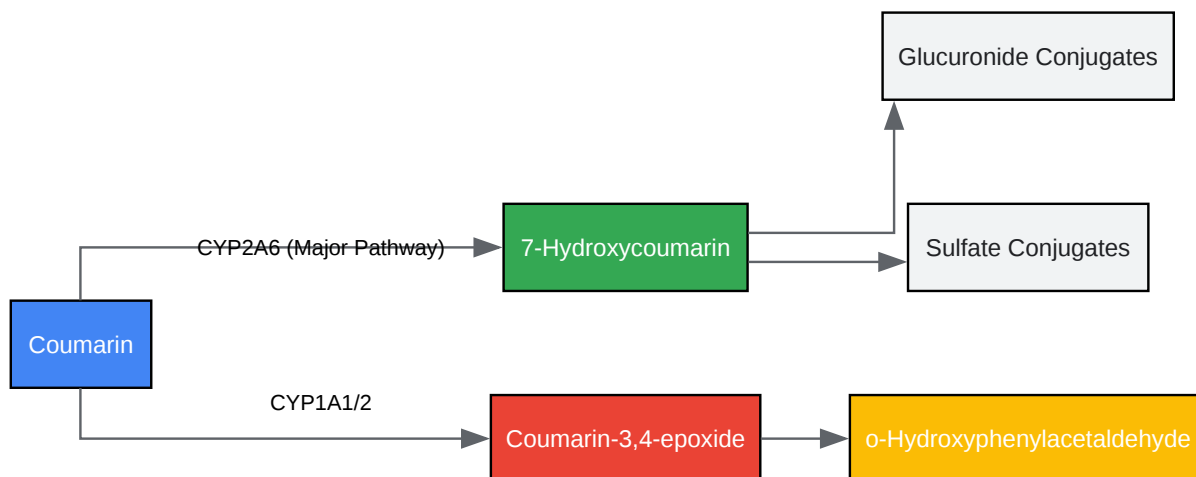 Glucuronide Conjugates
CYP2A6 (Major Pathway)
7-Hydroxycoumarin
Sulfate Conjugates
Coumarin
CYP1A1/2
Coumarin-3,4-epoxide
o-Hydroxyphenylacetaldehyde